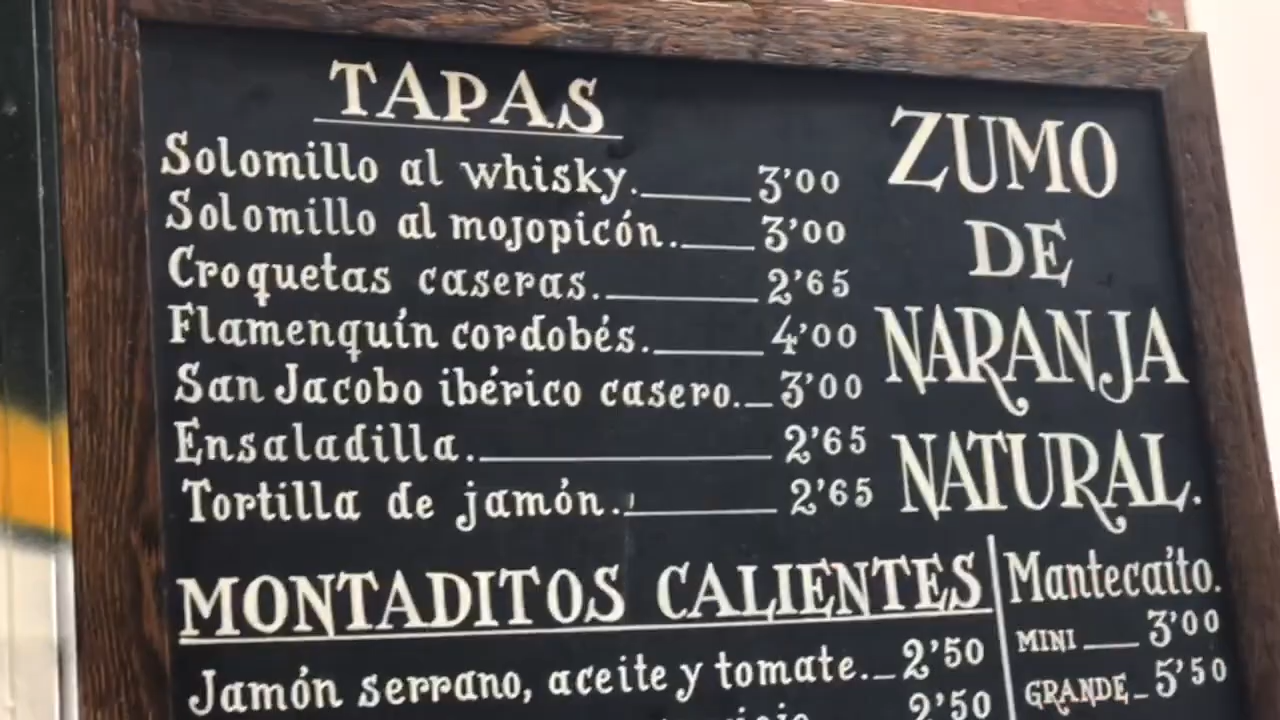 TAPAS
Solomillo al whisky. 3'00
Solomillo al mojopicón. 3'00
Croquetas caseras. 2'65
Flamenquín cordobés. 4'00
San Jacobo ibérico casero. 3'00
Ensaladilla. 2'65
Tortilla de jamón. 2'65
ZUMO
DE
NARANJA
NATURAL.
MONTADITOS CALIENTES
Jamón serrano, aceite y tomate. 2'50
2'50
Mantecaíto.
MINI 3'00
GRANDE 5'50